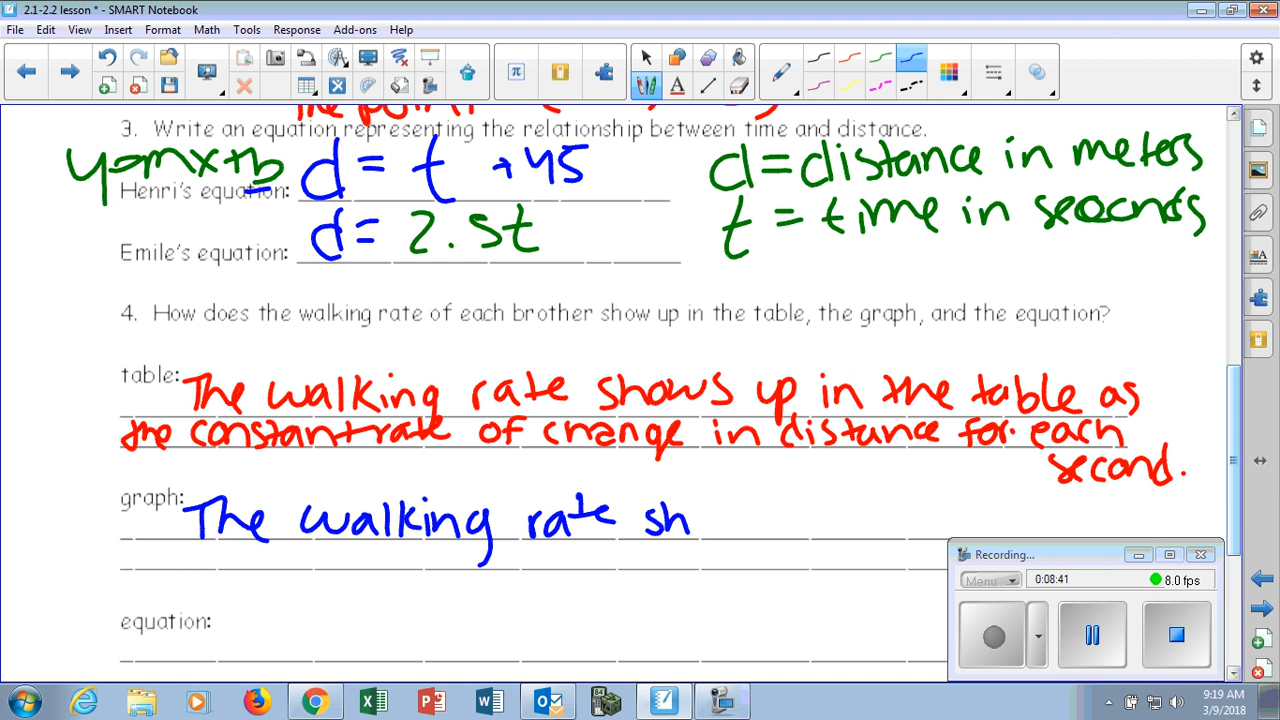 2.1-2.2 lesson * - SMART Notebook
File Edit View Insert Format Math Tools Response Add-ons Help
3. Write an equation representing the relationship between time and distance.
y=mx+b d = t +45 d = distance in meters
Henri's equation:
t = time in seconds
d = 2.5t
Emile's equation:
4. How does the walking rate of each brother show up in the table, the graph, and the equation?
table: The walking rate shows up in the table as
the constant rate of change in distance for each
second.
graph: The walking rate sh
Recording...
Menu 0:08:41 8.0 fps
equation:
9:19 AM
3/9/2018